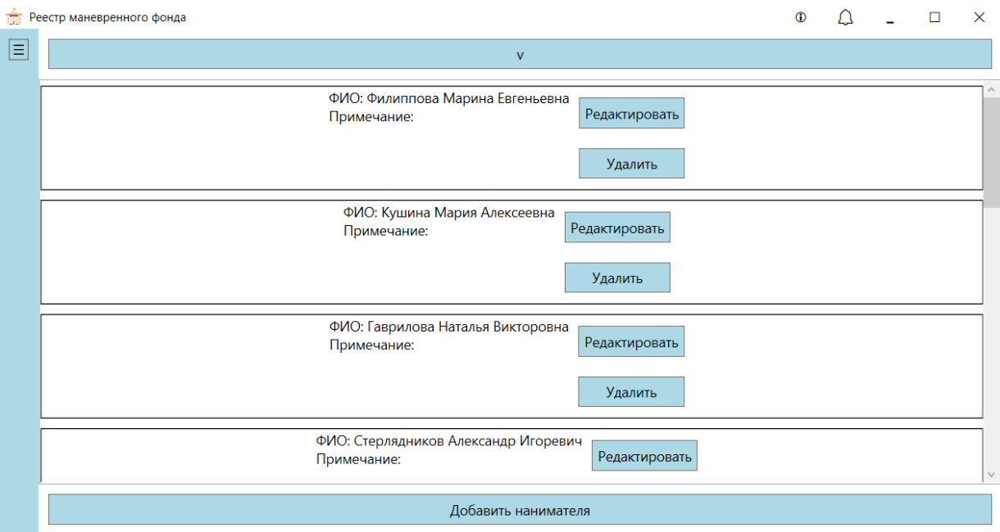 Реестр маневренного фонда
v
ФИО: Филиппова Марина Евгеньевна
Примечание:
Редактировать
Удалить
ФИО: Кушина Мария Алексеевна
Примечание:
Редактировать
Удалить
ФИО: Гаврилова Наталья Викторовна
Примечание:
Редактировать
Удалить
ФИО: Стерлядников Александр Игоревич
Примечание:
Редактировать
Добавить нанимателя